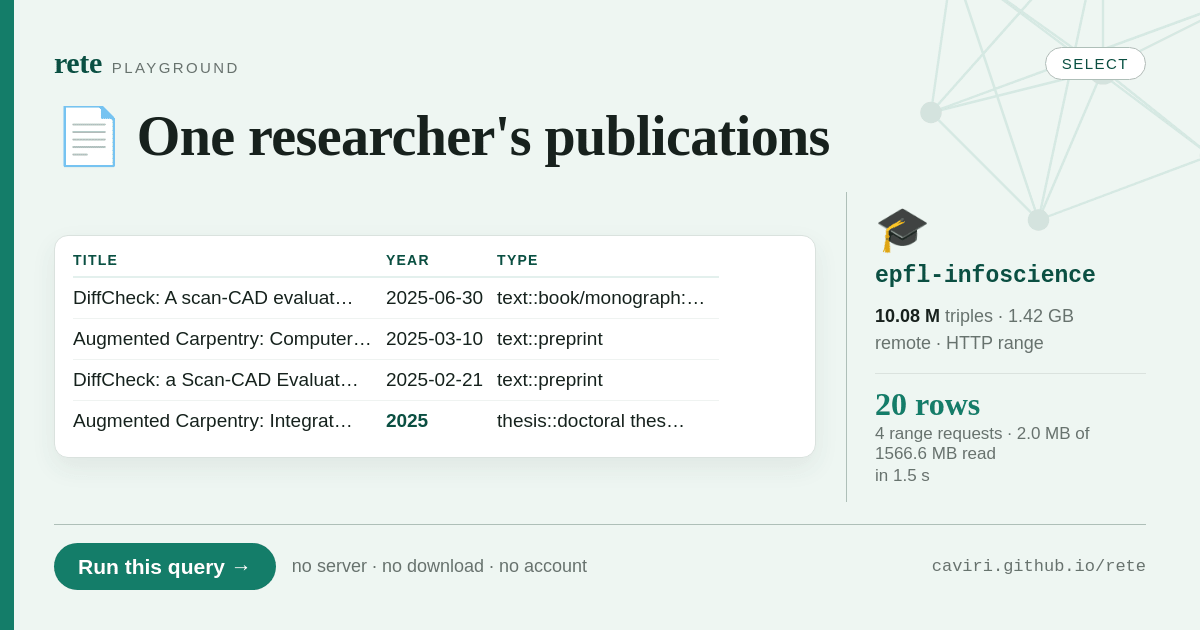 rete PLAYGROUND
SELECT
One researcher's publications
TITLE YEAR TYPE
DiffCheck: A scan-CAD evaluat… 2025-06-30 text::book/monograph:…
Augmented Carpentry: Computer… 2025-03-10 text::preprint
DiffCheck: a Scan-CAD Evaluat… 2025-02-21 text::preprint
Augmented Carpentry: Integrat… 2025 thesis::doctoral thes…
epfl-infoscience
10.08 M triples · 1.42 GB
remote · HTTP range
20 rows
4 range requests · 2.0 MB of
1566.6 MB read
in 1.5 s
Run this query →
no server · no download · no account
caviri.github.io/rete